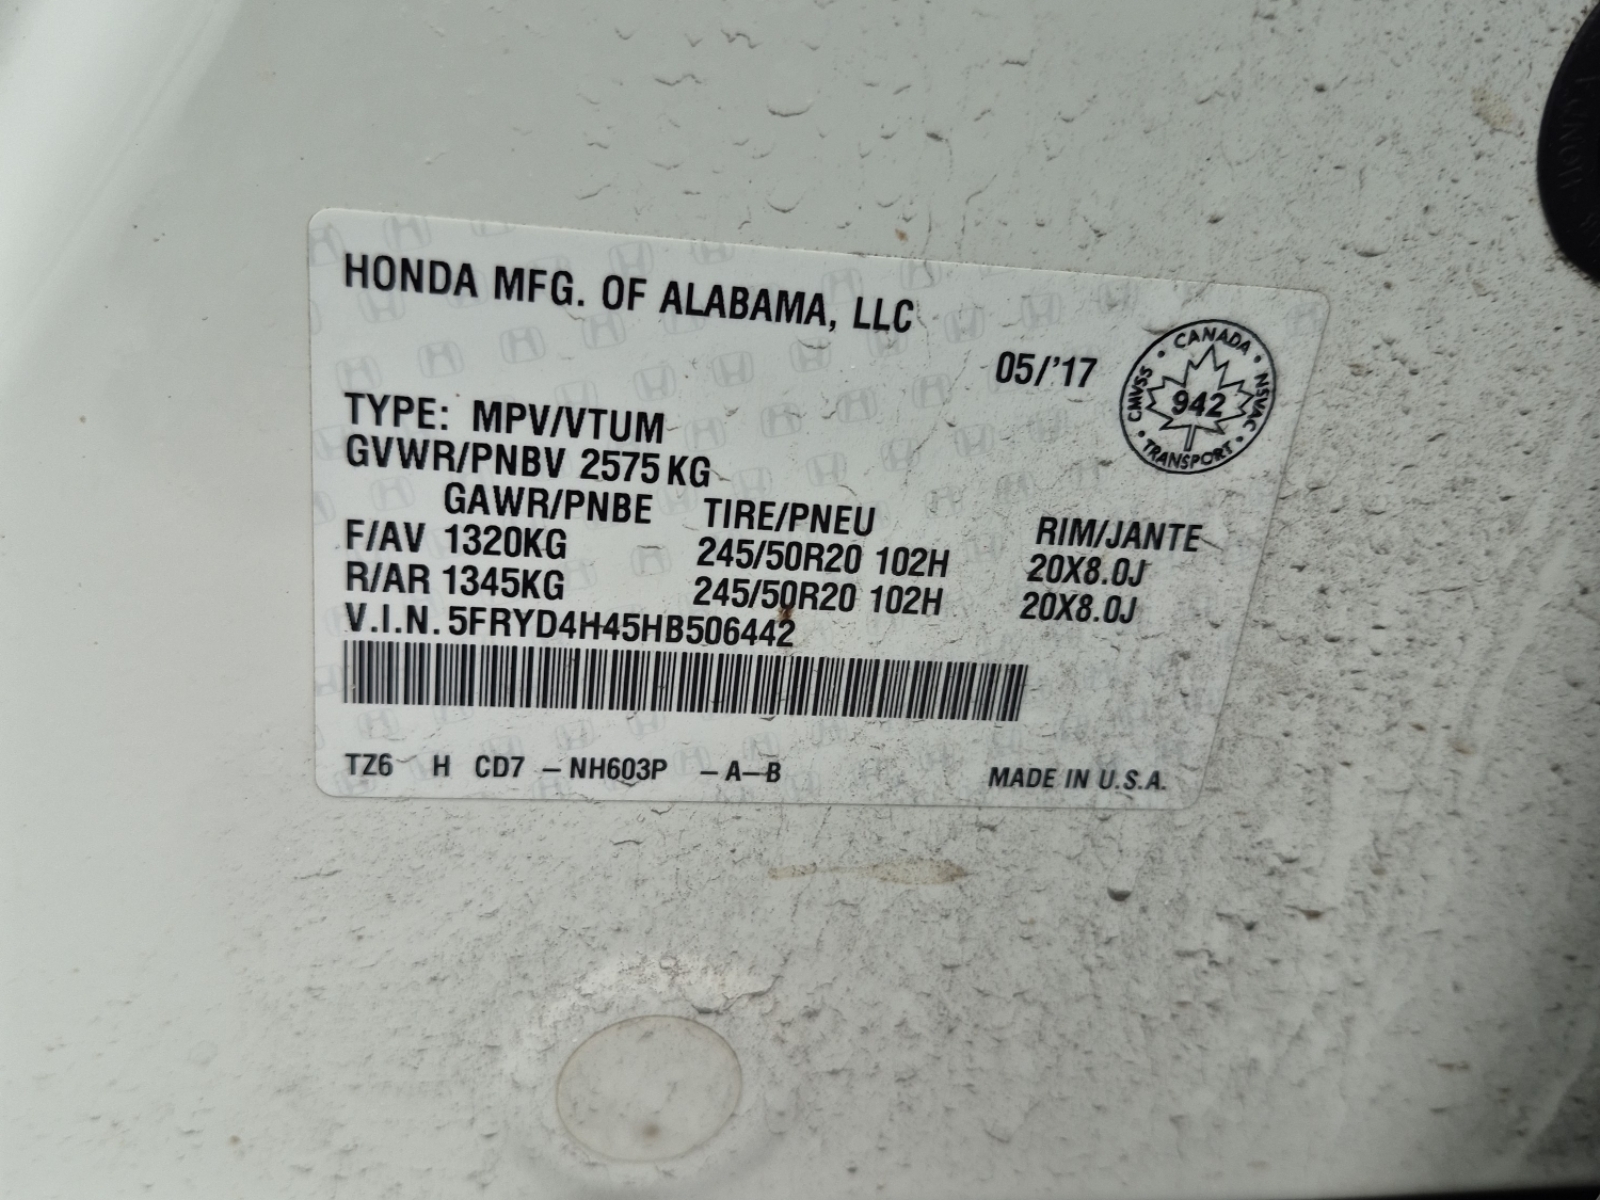 HONDA MFG. OF ALABAMA, LLC
05/'17
CANADA
CMVSS
942
NSVAC
TRANSPORT
TYPE: MPV/VTUM
GVWR/PNBV 2575 KG
GAWR/PNBE TIRE/PNEU RIM/JANTE
F/AV 1320KG 245/50R20 102H 20X8.0J
R/AR 1345KG 245/50R20 102H 20X8.0J
V.I.N. 5FRYD4H45HB506442
TZ6 H CD7 –NH603P –A–B MADE IN U.S.A.